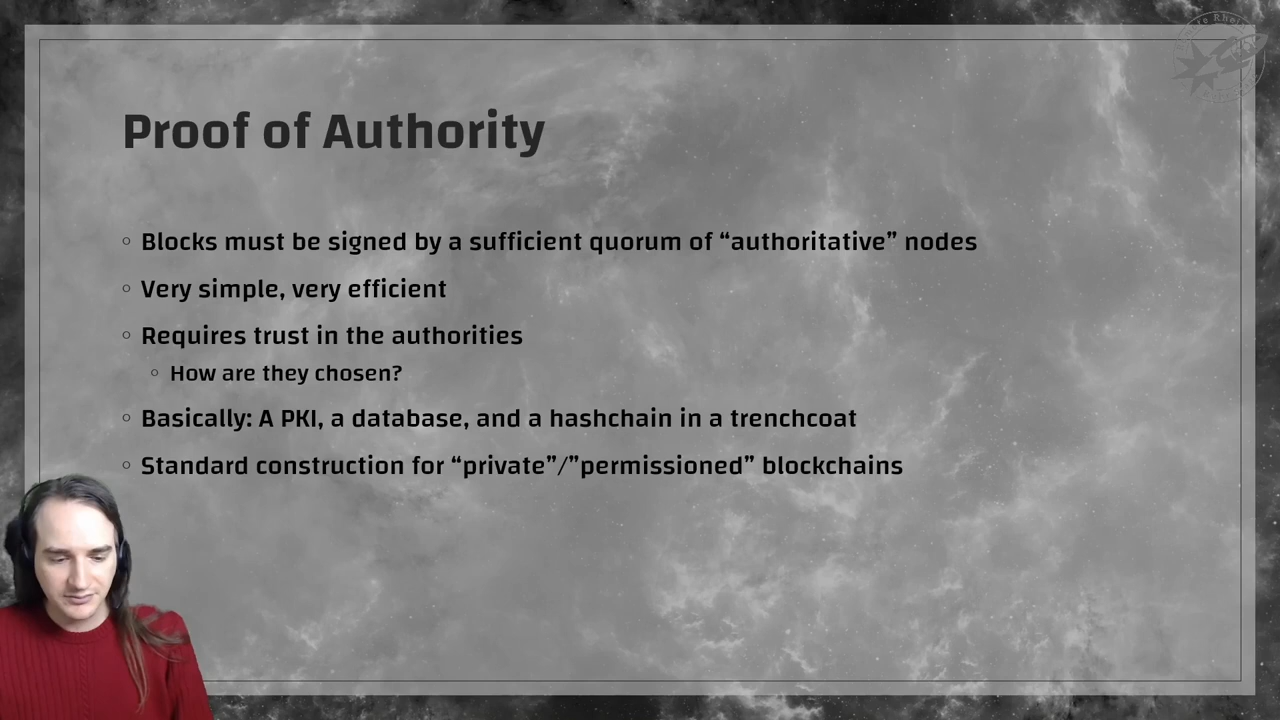 Proof of Authority
Blocks must be signed by a sufficient quorum of “authoritative” nodes
Very simple, very efficient
Requires trust in the authorities
How are they chosen?
Basically: A PKI, a database, and a hashchain in a trenchcoat
Standard construction for “private”/”permissioned” blockchains